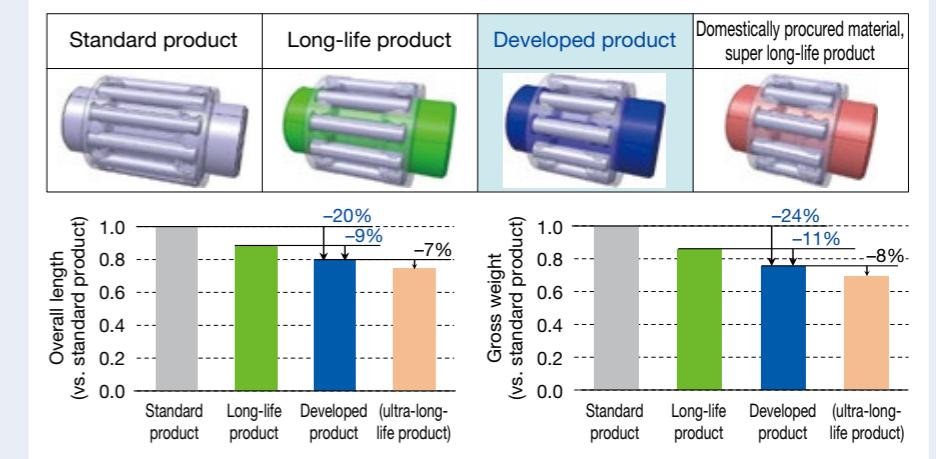 Standard product
Long-life product
Developed product
Domestically procured material,
super long-life product
Overall length
(vs. standard product)
1.0
0.8
0.6
0.4
0.2
0.0
–20%
–9%
–7%
Standard
product
Long-life
product
Developed
product
(ultra-long-
life product)
Gross weight
(vs. standard product)
1.0
0.8
0.6
0.4
0.2
0.0
–24%
–11%
–8%
Standard
product
Long-life
product
Developed
product
(ultra-long-
life product)